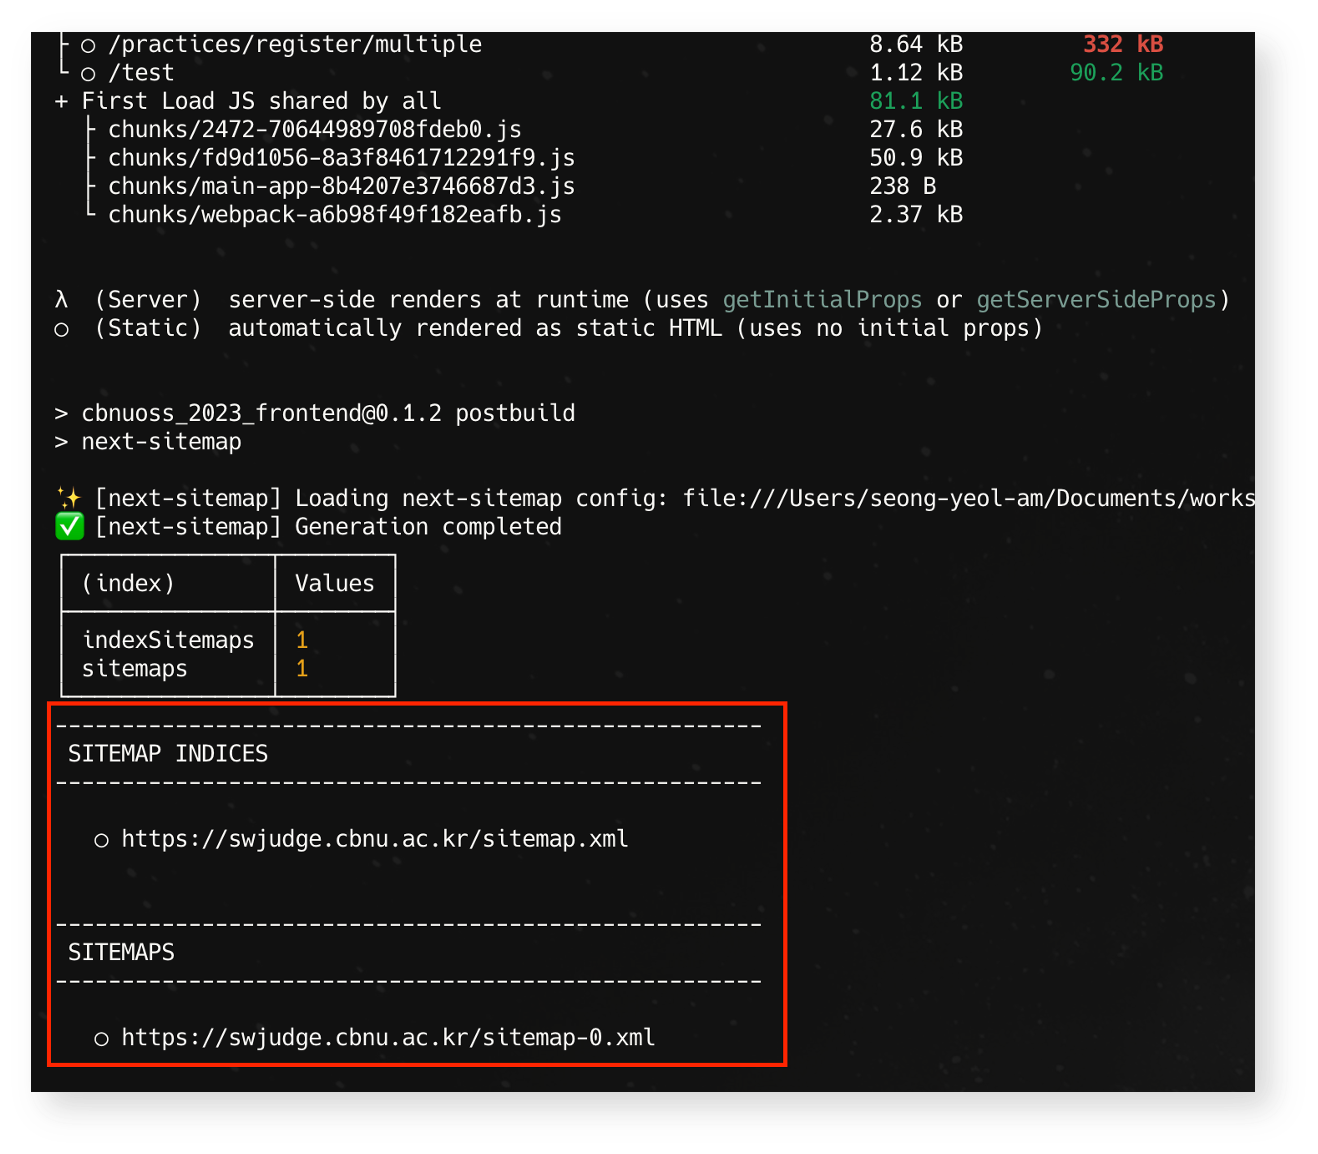 ├ ○ /practices/register/multiple 8.64 kB 332 kB
└ ○ /test 1.12 kB 90.2 kB
+ First Load JS shared by all 81.1 kB
├ chunks/2472-70644989708fdeb0.js 27.6 kB
├ chunks/fd9d1056-8a3f8461712291f9.js 50.9 kB
├ chunks/main-app-8b4207e3746687d3.js 238 B
└ chunks/webpack-a6b98f49f182eafb.js 2.37 kB
λ (Server) server-side renders at runtime (uses getInitialProps or getServerSideProps)
○ (Static) automatically rendered as static HTML (uses no initial props)
> cbnuoss_2023_frontend@0.1.2 postbuild
> next-sitemap
✨ [next-sitemap] Loading next-sitemap config: file:///Users/seong-yeol-am/Documents/works
✅ [next-sitemap] Generation completed
(index) Values
indexSitemaps 1
sitemaps 1
-----------------------------------------------------
SITEMAP INDICES
-----------------------------------------------------
○ https://swjudge.cbnu.ac.kr/sitemap.xml
-----------------------------------------------------
SITEMAPS
-----------------------------------------------------
○ https://swjudge.cbnu.ac.kr/sitemap-0.xml